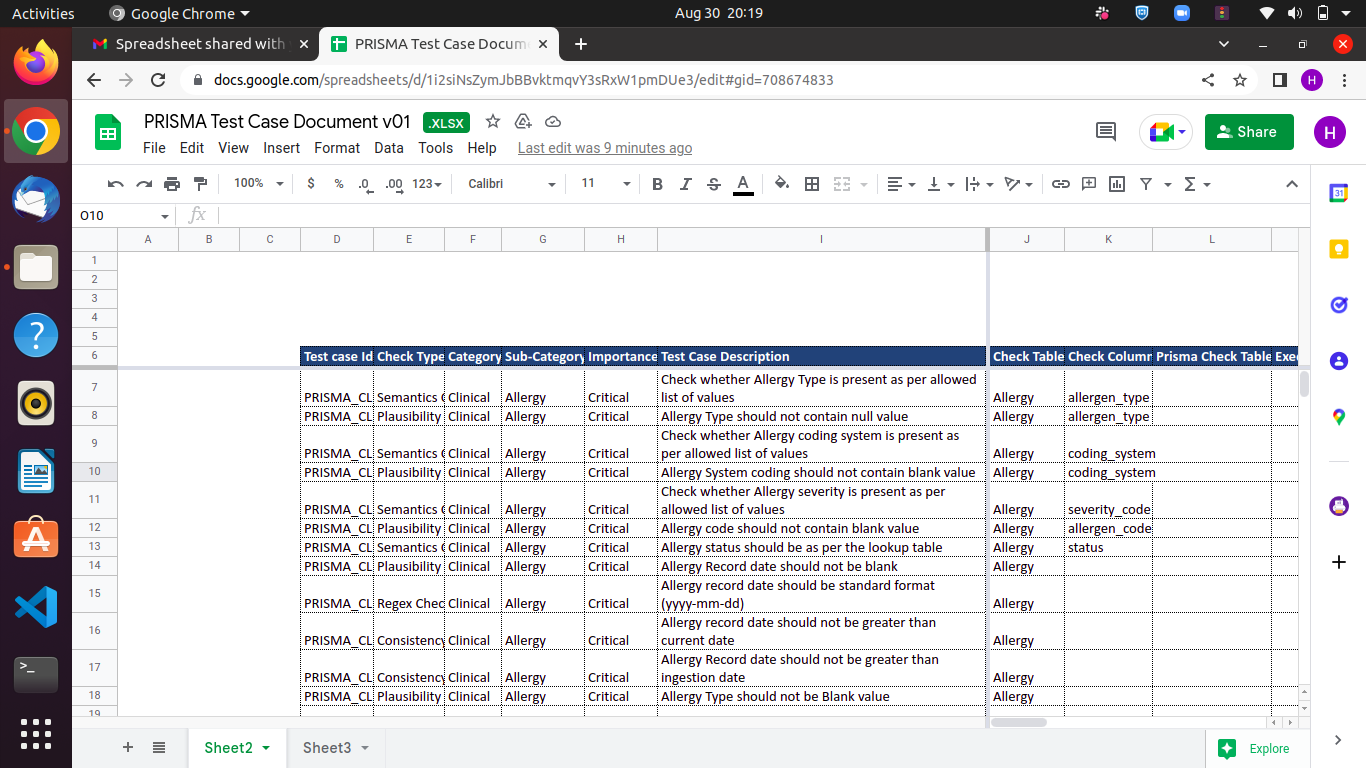 Activities Google Chrome Aug 30 20:19
Spreadsheet shared with PRISMA Test Case Docum
docs.google.com/spreadsheets/d/1i2siNsZymJbBBvktmqvY3sRxW1pmDUe3/edit#gid=708674833 H
PRISMA Test Case Document v01 .XLSX
Share H
File Edit View Insert Format Data Tools Help Last edit was 9 minutes ago
100% $ % .0 .00 123 Calibri 11 B I S A
31
O10 fx
A B C D E F G H I J K L
1
2
3
4
5
6 Test case Id Check Type Category Sub-Category Importance Test Case Description Check Table Check Column Prisma Check Table Exe
Check whether Allergy Type is present as per allowed
7 PRISMA_CL Semantics Clinical Allergy Critical list of values Allergy allergen_type
8 PRISMA_CL Plausibility Clinical Allergy Critical Allergy Type should not contain null value Allergy allergen_type
Check whether Allergy coding system is present as
9 PRISMA_CL Semantics Clinical Allergy Critical per allowed list of values Allergy coding_system
10 PRISMA_CL Plausibility Clinical Allergy Critical Allergy System coding should not contain blank value Allergy coding_system
Check whether Allergy severity is present as per
11 PRISMA_CL Semantics Clinical Allergy Critical allowed list of values Allergy severity_code
12 PRISMA_CL Plausibility Clinical Allergy Critical Allergy code should not contain blank value Allergy allergen_code
13 PRISMA_CL Semantics Clinical Allergy Critical Allergy status should be as per the lookup table Allergy status
14 PRISMA_CL Plausibility Clinical Allergy Critical Allergy Record date should not be blank Allergy
Allergy record date should be standard format
15 PRISMA_CL Regex Chec Clinical Allergy Critical (yyyy-mm-dd) Allergy
Allergy record date should not be greater than
16 PRISMA_CL Consistency Clinical Allergy Critical current date Allergy
Allergy Record date should not be greater than
17 PRISMA_CL Consistency Clinical Allergy Critical ingestion date Allergy
18 PRISMA_CL Plausibility Clinical Allergy Critical Allergy Type should not be Blank value Allergy
19
Sheet2 Sheet3 Explore